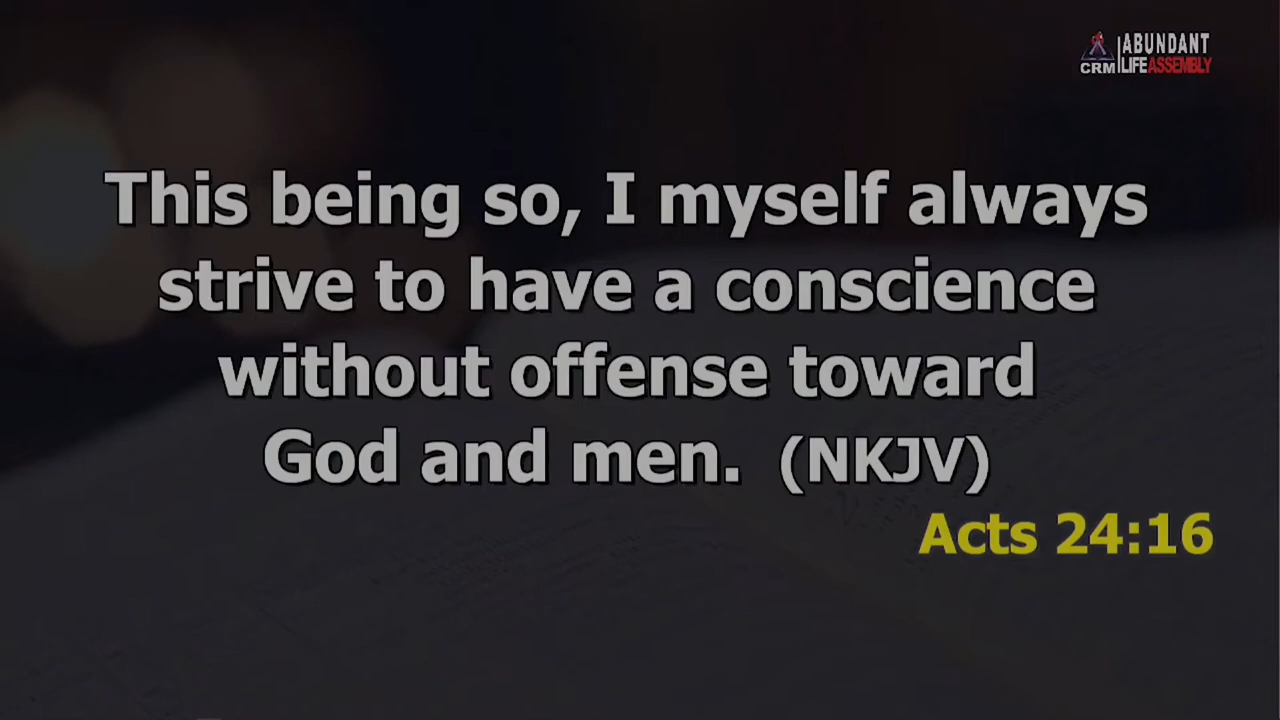 ABUNDANT
CRM LIFE ASSEMBLY
This being so, I myself always
strive to have a conscience
without offense toward
God and men. (NKJV)
Acts 24:16